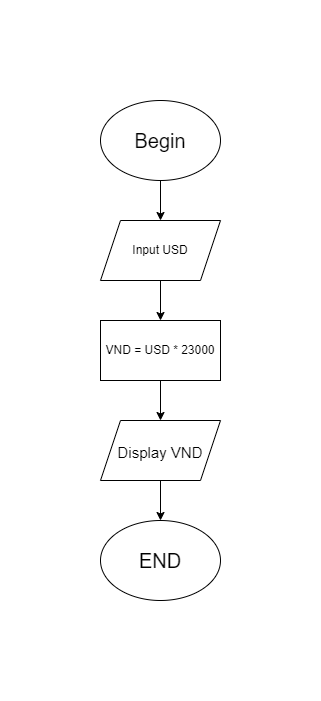 Begin
Input USD
VND = USD * 23000
Display VND
END